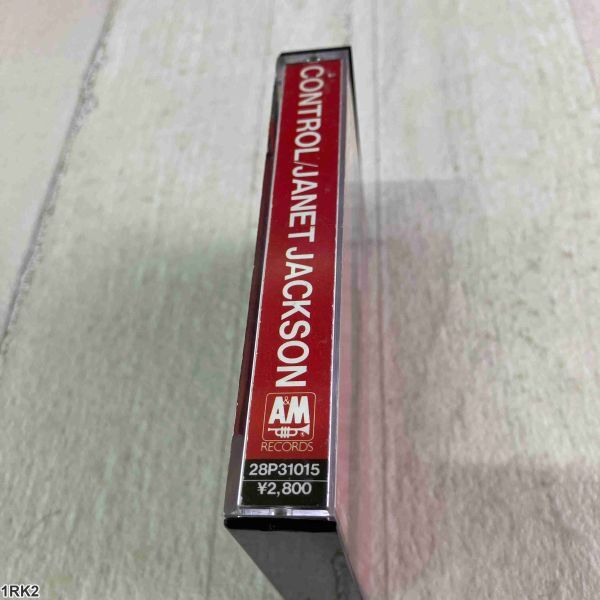 CONTROL/JANET JACKSON
A&M
RECORDS
28P31015
¥2,800
1RK2